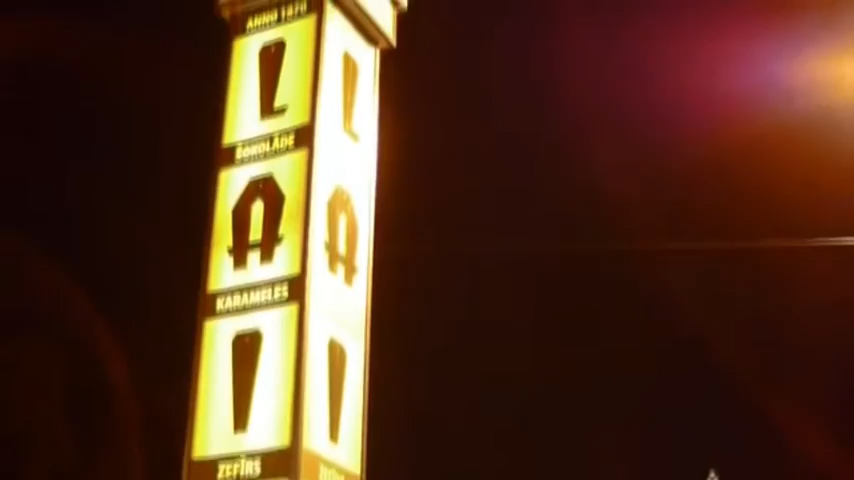 ANNO 1870
L
ŠOKOLĀDE
A
KARAMELES
I
ZEFĪRS
L
A
I